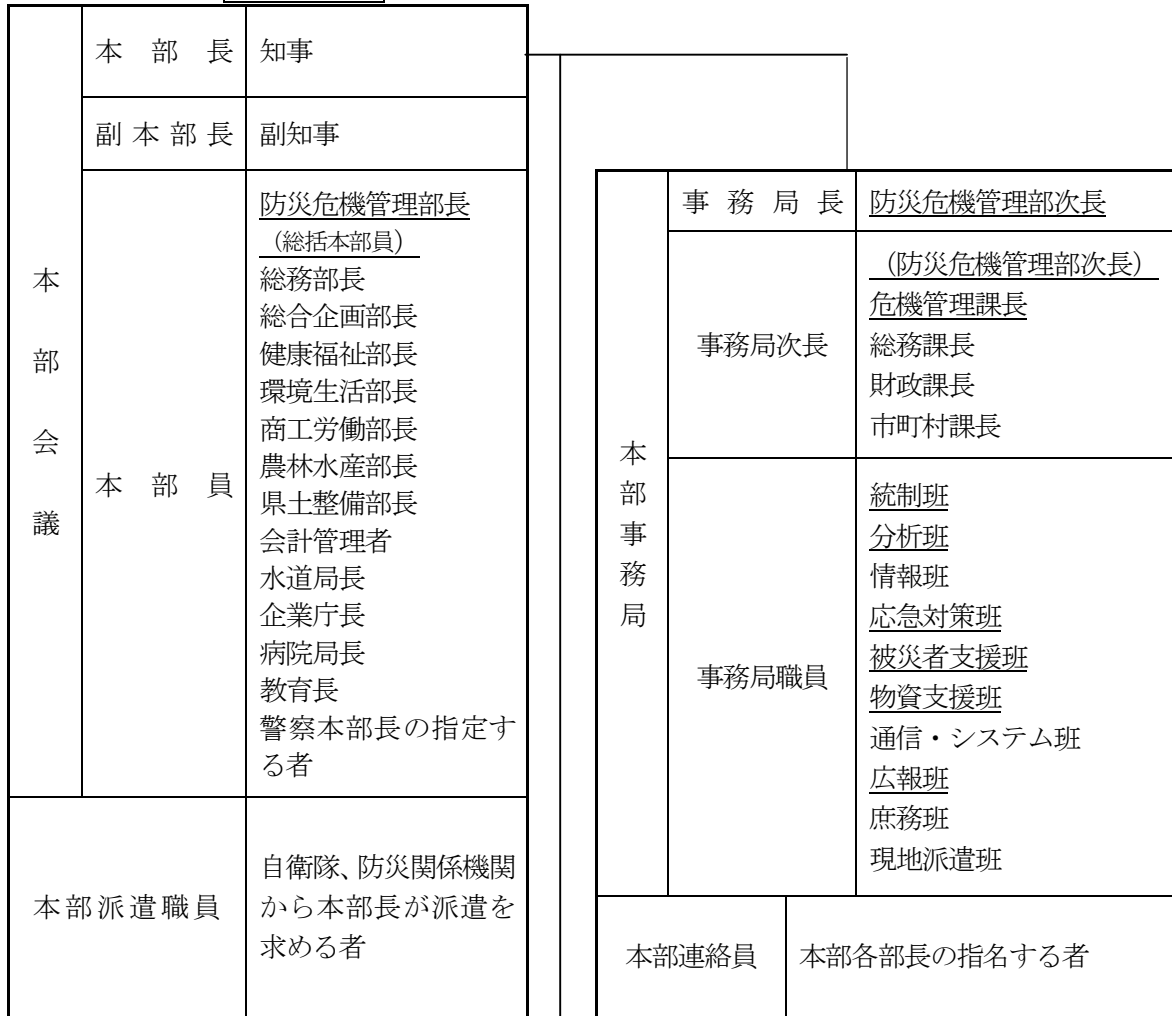 本部会議
本部長
知事
副本部長
副知事
本部員
防災危機管理部長
（総括本部員）
総務部長
総合企画部長
健康福祉部長
環境生活部長
商工労働部長
農林水産部長
県土整備部長
会計管理者
水道局長
企業庁長
病院局長
教育長
警察本部長の指定す
る者
本部派遣職員
自衛隊、防災関係機関
から本部長が派遣を
求める者
本部事務局
事務局長
防災危機管理部次長
事務局次長
（防災危機管理部次長）
危機管理課長
総務課長
財政課長
市町村課長
事務局職員
統制班
分析班
情報班
応急対策班
被災者支援班
物資支援班
通信・システム班
広報班
庶務班
現地派遣班
本部連絡員
本部各部長の指名する者